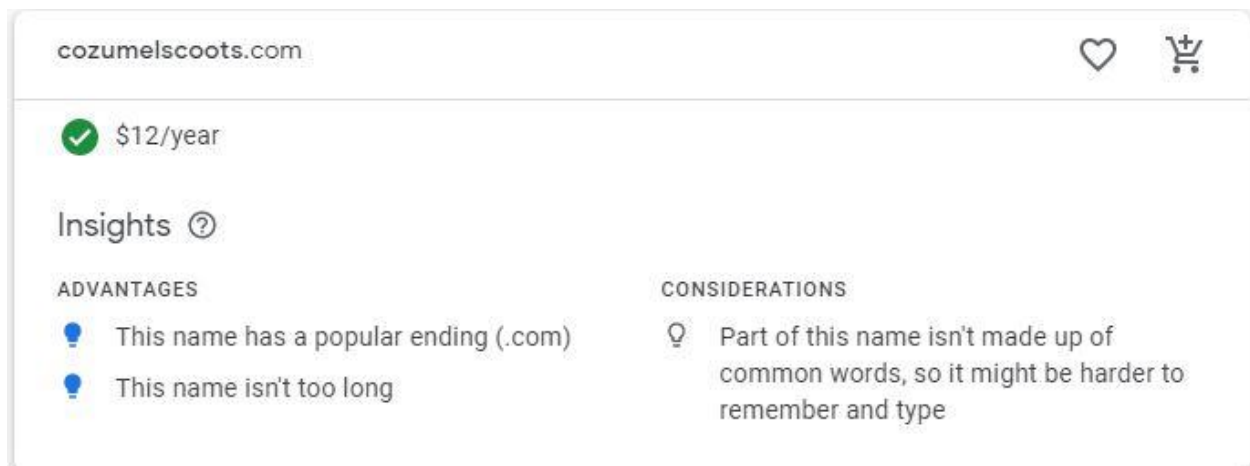 cozumelscoots.com
$12/year
Insights
ADVANTAGES
This name has a popular ending (.com)
This name isn't too long
CONSIDERATIONS
Part of this name isn't made up of
common words, so it might be harder to
remember and type